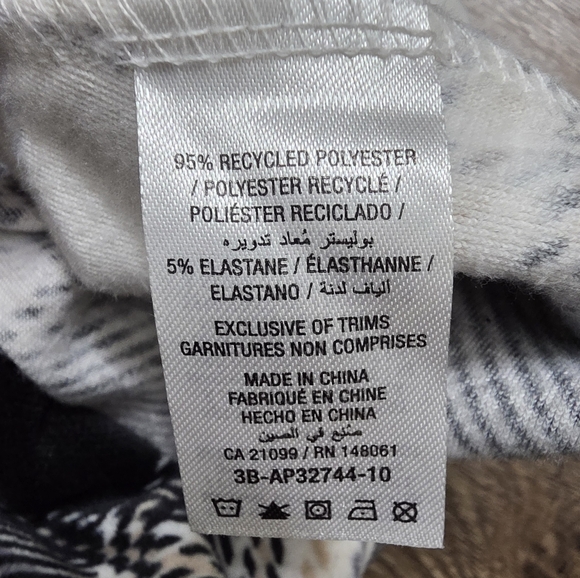 95% RECYCLED POLYESTER
/ POLYESTER RECYCLÉ /
POLIÉSTER RECICLADO /
بوليستر مُعاد تدويره
5% ELASTANE / ÉLASTHANNE /
ELASTANO / ألياف لدنة
EXCLUSIVE OF TRIMS
GARNITURES NON COMPRISES
MADE IN CHINA
FABRIQUÉ EN CHINE
HECHO EN CHINA
صُنع في الصين
CA 21099 / RN 148061
3B-AP32744-10